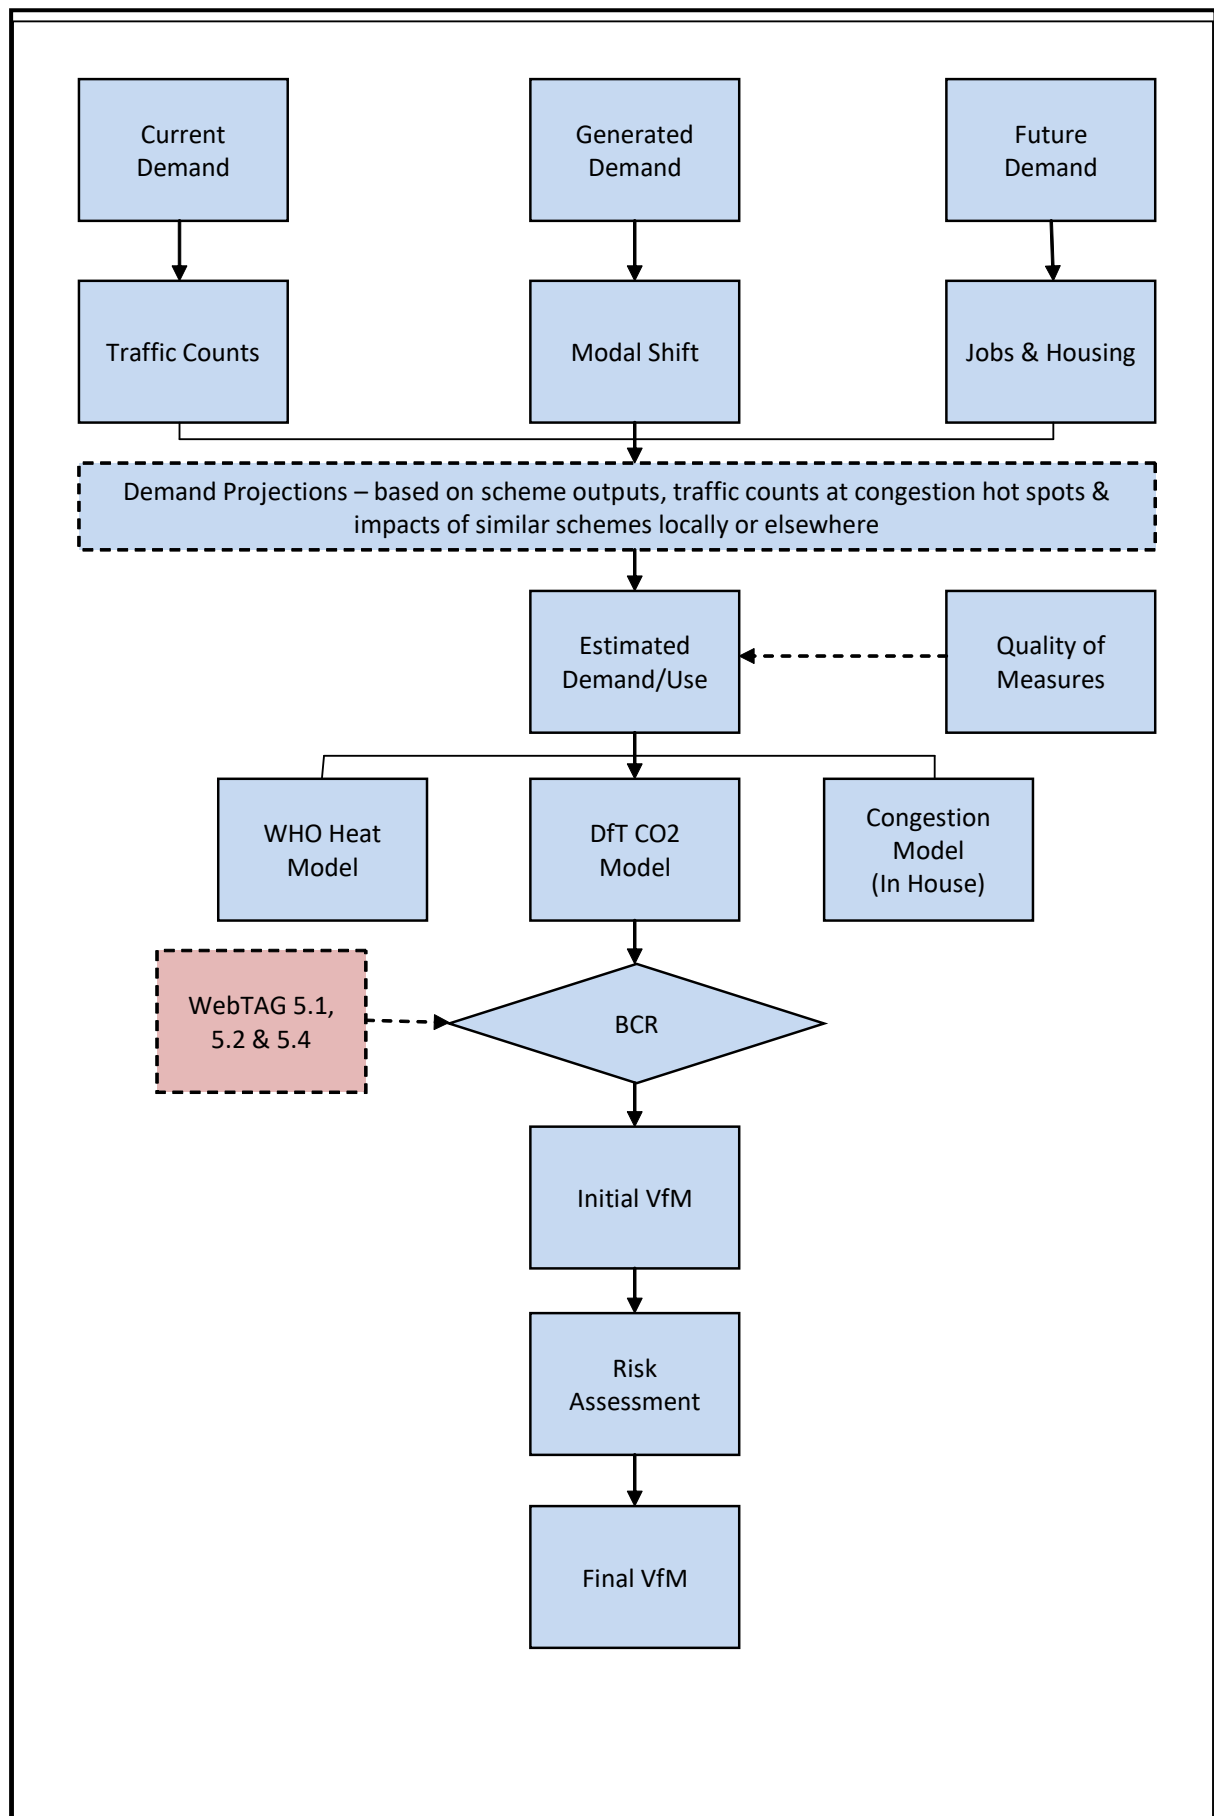 Current
Demand
Generated
Demand
Future
Demand
Traffic Counts
Modal Shift
Jobs & Housing
Demand Projections – based on scheme outputs, traffic counts at congestion hot spots &
impacts of similar schemes locally or elsewhere
Estimated
Demand/Use
Quality of
Measures
WHO Heat
Model
DfT CO2
Model
Congestion
Model
(In House)
WebTAG 5.1,
5.2 & 5.4
BCR
Initial VfM
Risk
Assessment
Final VfM